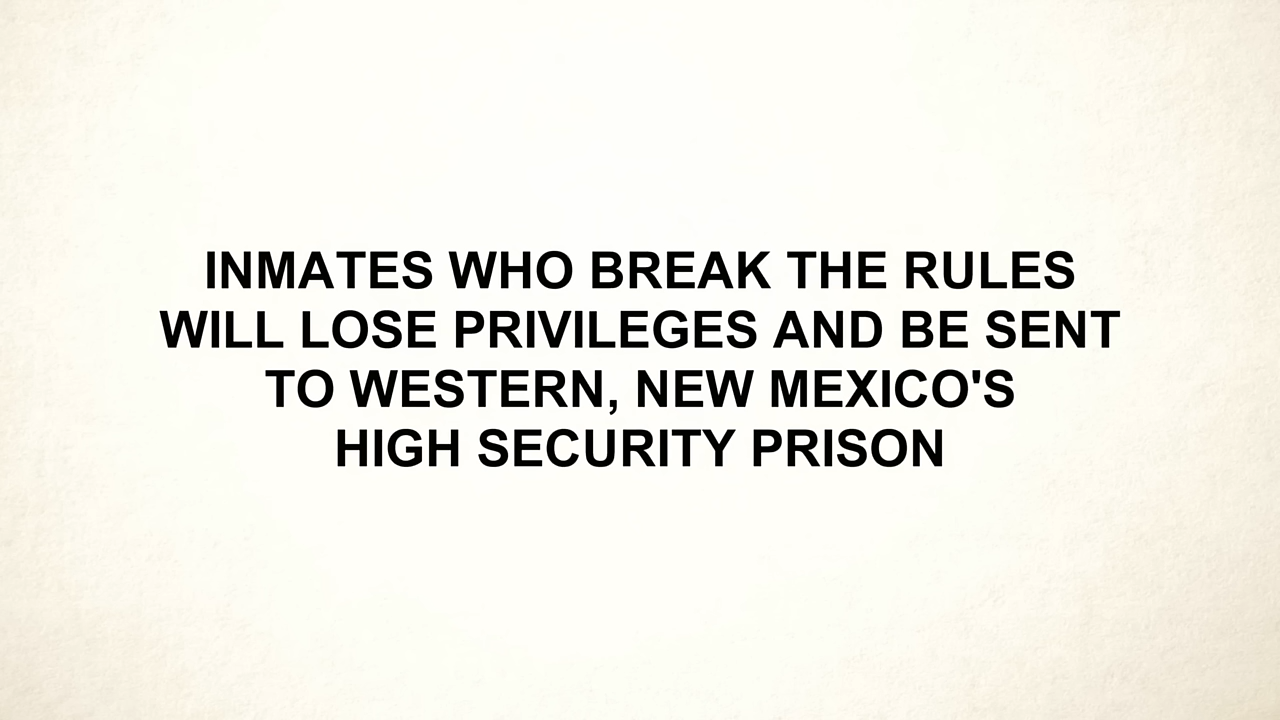 INMATES WHO BREAK THE RULES
WILL LOSE PRIVILEGES AND BE SENT
TO WESTERN, NEW MEXICO'S
HIGH SECURITY PRISON